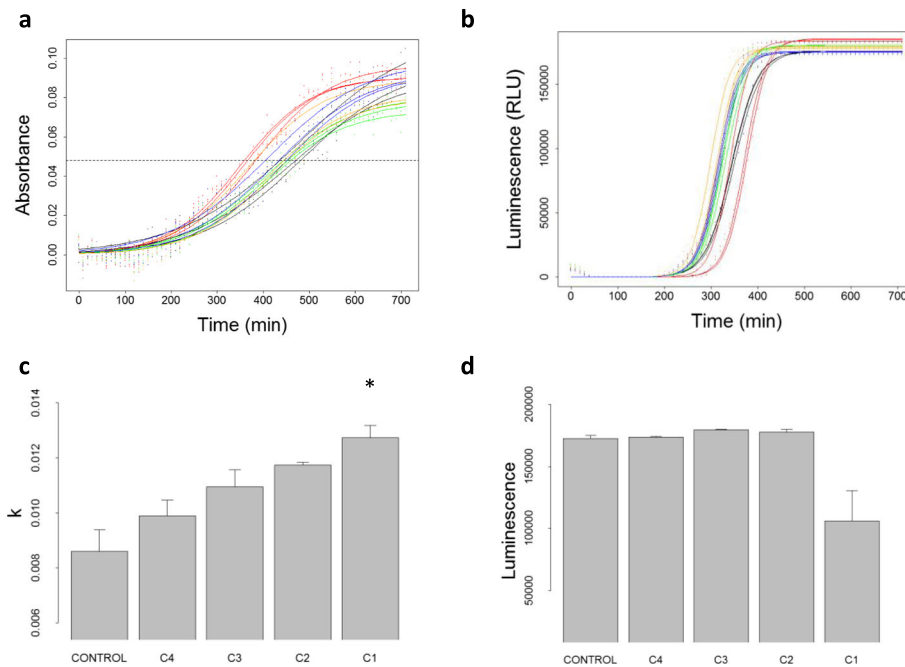 a
Absorbance
0.10
0.08
0.06
0.04
0.02
0.00
0 100 200 300 400 500 600 700
Time (min)
b
Luminescence (RLU)
150000
100000
50000
0
0 100 200 300 400 500 600 700
Time (min)
c
*
k
0.014
0.012
0.010
0.008
0.006
CONTROL C4 C3 C2 C1
d
Luminescence
200000
150000
100000
50000
CONTROL C4 C3 C2 C1